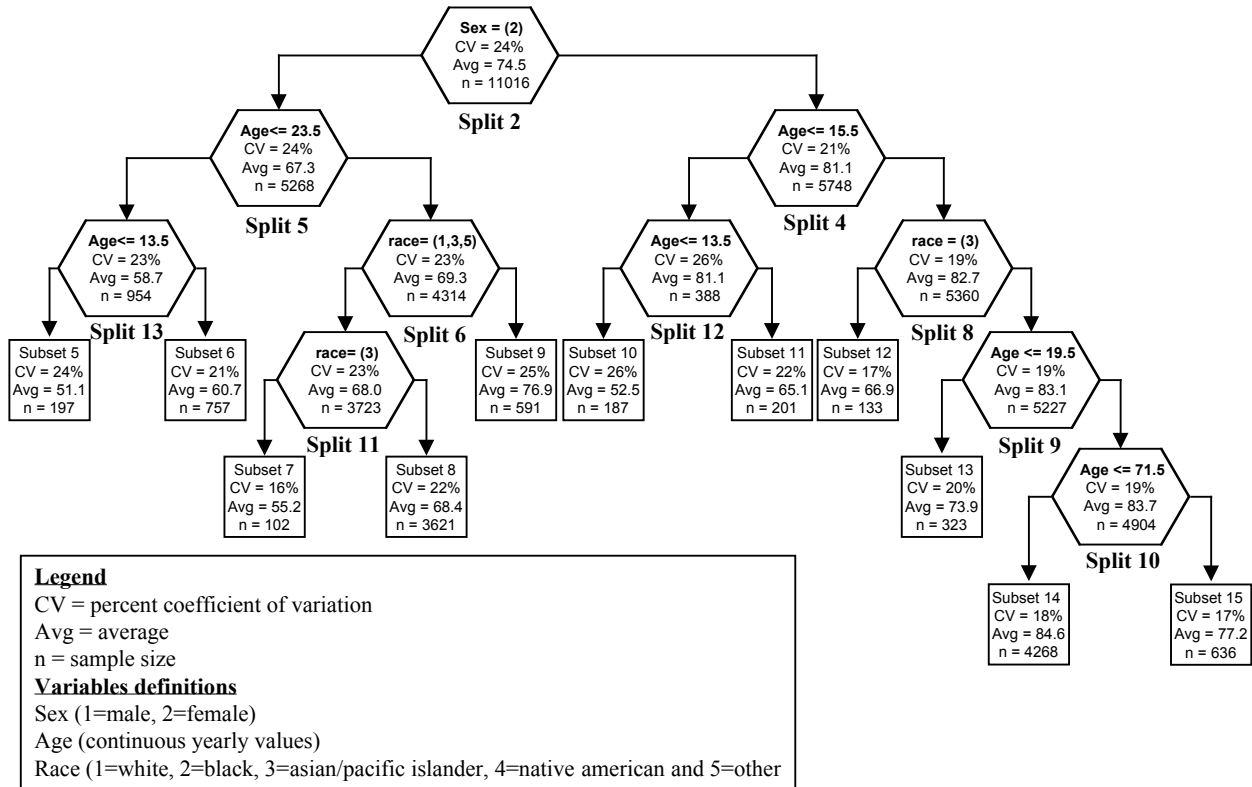 Sex = (2)
CV = 24%
Avg = 74.5
n = 11016
Split 2
Age<= 23.5
CV = 24%
Avg = 67.3
n = 5268
Split 5
Age<= 15.5
CV = 21%
Avg = 81.1
n = 5748
Split 4
Age<= 13.5
CV = 23%
Avg = 58.7
n = 954
Split 13
race= (1,3,5)
CV = 23%
Avg = 69.3
n = 4314
Split 6
Age<= 13.5
CV = 26%
Avg = 81.1
n = 388
Split 12
race = (3)
CV = 19%
Avg = 82.7
n = 5360
Split 8
Subset 5
CV = 24%
Avg = 51.1
n = 197
Subset 6
CV = 21%
Avg = 60.7
n = 757
race= (3)
CV = 23%
Avg = 68.0
n = 3723
Split 11
Subset 9
CV = 25%
Avg = 76.9
n = 591
Subset 10
CV = 26%
Avg = 52.5
n = 187
Subset 11
CV = 22%
Avg = 65.1
n = 201
Subset 12
CV = 17%
Avg = 66.9
n = 133
Age <= 19.5
CV = 19%
Avg = 83.1
n = 5227
Split 9
Subset 7
CV = 16%
Avg = 55.2
n = 102
Subset 8
CV = 22%
Avg = 68.4
n = 3621
Subset 13
CV = 20%
Avg = 73.9
n = 323
Age <= 71.5
CV = 19%
Avg = 83.7
n = 4904
Split 10
Subset 14
CV = 18%
Avg = 84.6
n = 4268
Subset 15
CV = 17%
Avg = 77.2
n = 636
Legend
CV = percent coefficient of variation
Avg = average
n = sample size
Variables definitions
Sex (1=male, 2=female)
Age (continuous yearly values)
Race (1=white, 2=black, 3=asian/pacific islander, 4=native american and 5=other